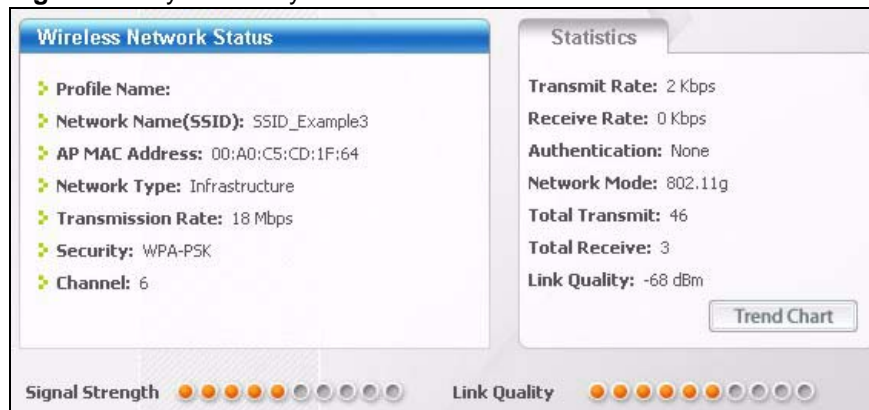 Wireless Network Status
Profile Name:
Network Name(SSID): SSID_Example3
AP MAC Address: 00:A0:C5:CD:1F:64
Network Type: Infrastructure
Transmission Rate: 18 Mbps
Security: WPA-PSK
Channel: 6
Statistics
Transmit Rate: 2 Kbps
Receive Rate: 0 Kbps
Authentication: None
Network Mode: 802.11g
Total Transmit: 46
Total Receive: 3
Link Quality: -68 dBm
Trend Chart
Signal Strength
Link Quality